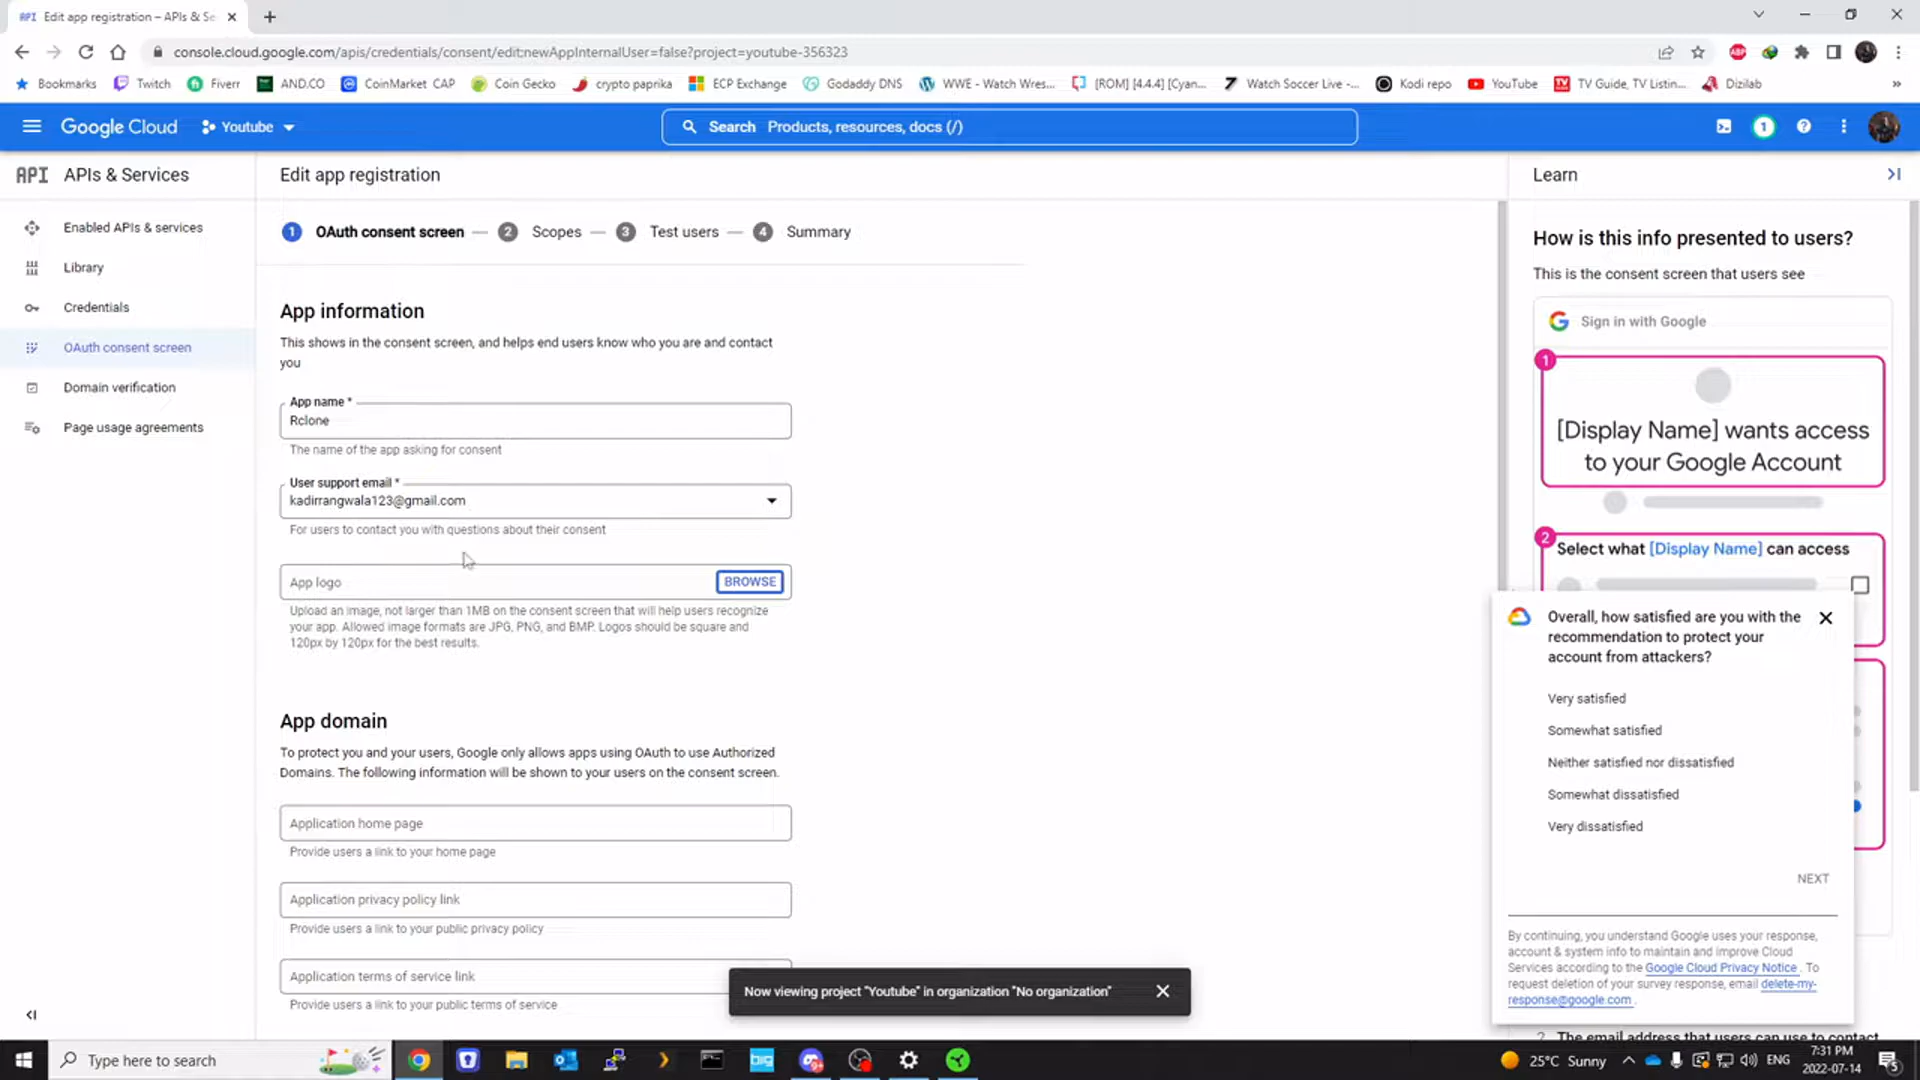 API Edit app registration – APIs & Se
console.cloud.google.com/apis/credentials/consent/edit;newAppInternalUser=false?project=youtube-356323
ABP
Bookmarks
Twitch
Fiverr
AND.CO
CoinMarket CAP
Coin Gecko
crypto paprika
ECP Exchange
Godaddy DNS
WWE - Watch Wres...
[ROM] [4.4.4] [Cyan...
Watch Soccer Live -...
Kodi repo
YouTube
TV Guide, TV Listin...
Dizilab
»
Google Cloud
Youtube
Search Products, resources, docs (/)
1
API APIs & Services
Enabled APIs & services
Library
Credentials
OAuth consent screen
Domain verification
Page usage agreements
Edit app registration
1 OAuth consent screen — 2 Scopes — 3 Test users — 4 Summary
App information
This shows in the consent screen, and helps end users know who you are and contact
you
App name *
Rclone
The name of the app asking for consent
User support email *
kadirrangwala123@gmail.com
For users to contact you with questions about their consent
App logo
BROWSE
Upload an image, not larger than 1MB on the consent screen that will help users recognize
your app. Allowed image formats are JPG, PNG, and BMP. Logos should be square and
120px by 120px for the best results.
App domain
To protect you and your users, Google only allows apps using OAuth to use Authorized
Domains. The following information will be shown to your users on the consent screen.
Application home page
Provide users a link to your home page
Application privacy policy link
Provide users a link to your public privacy policy
Application terms of service link
Provide users a link to your public terms of service
Now viewing project "Youtube" in organization "No organization"
Learn
How is this info presented to users?
This is the consent screen that users see
Sign in with Google
1
[Display Name] wants access
to your Google Account
2
Select what [Display Name] can access
Overall, how satisfied are you with the
recommendation to protect your
account from attackers?
Very satisfied
Somewhat satisfied
Neither satisfied nor dissatisfied
Somewhat dissatisfied
Very dissatisfied
NEXT
By continuing, you understand Google uses your response,
account & system info to maintain and improve Cloud
Services according to the Google Cloud Privacy Notice . To
request deletion of your survey response, email delete-my-
response@google.com .
The email address that users can use to contact
Type here to search
25°C Sunny
ENG
7:31 PM
2022-07-14
5